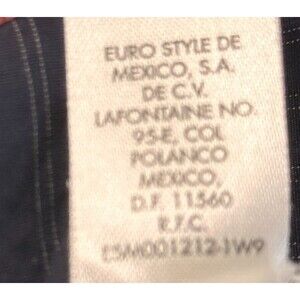 EURO STYLE DE
MEXICO, S.A.
DE C.V.
LAFONTAINE NO.
95-E, COL
POLANCO
MEXICO,
D.F. 11560
R.F.C.
ESM001212-1W9